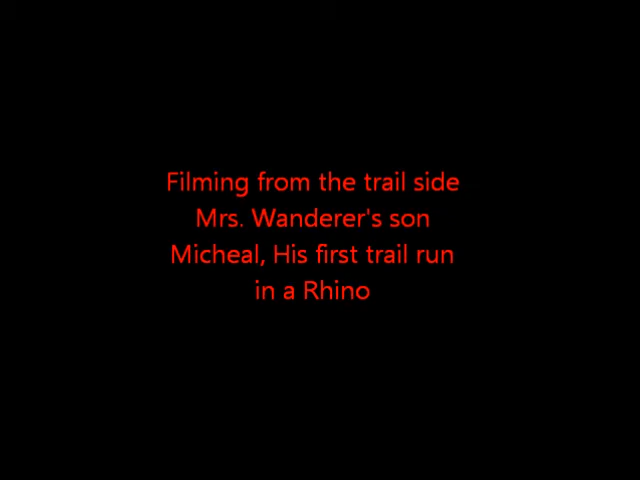 Filming from the trail side
Mrs. Wanderer's son
Micheal, His first trail run
in a Rhino